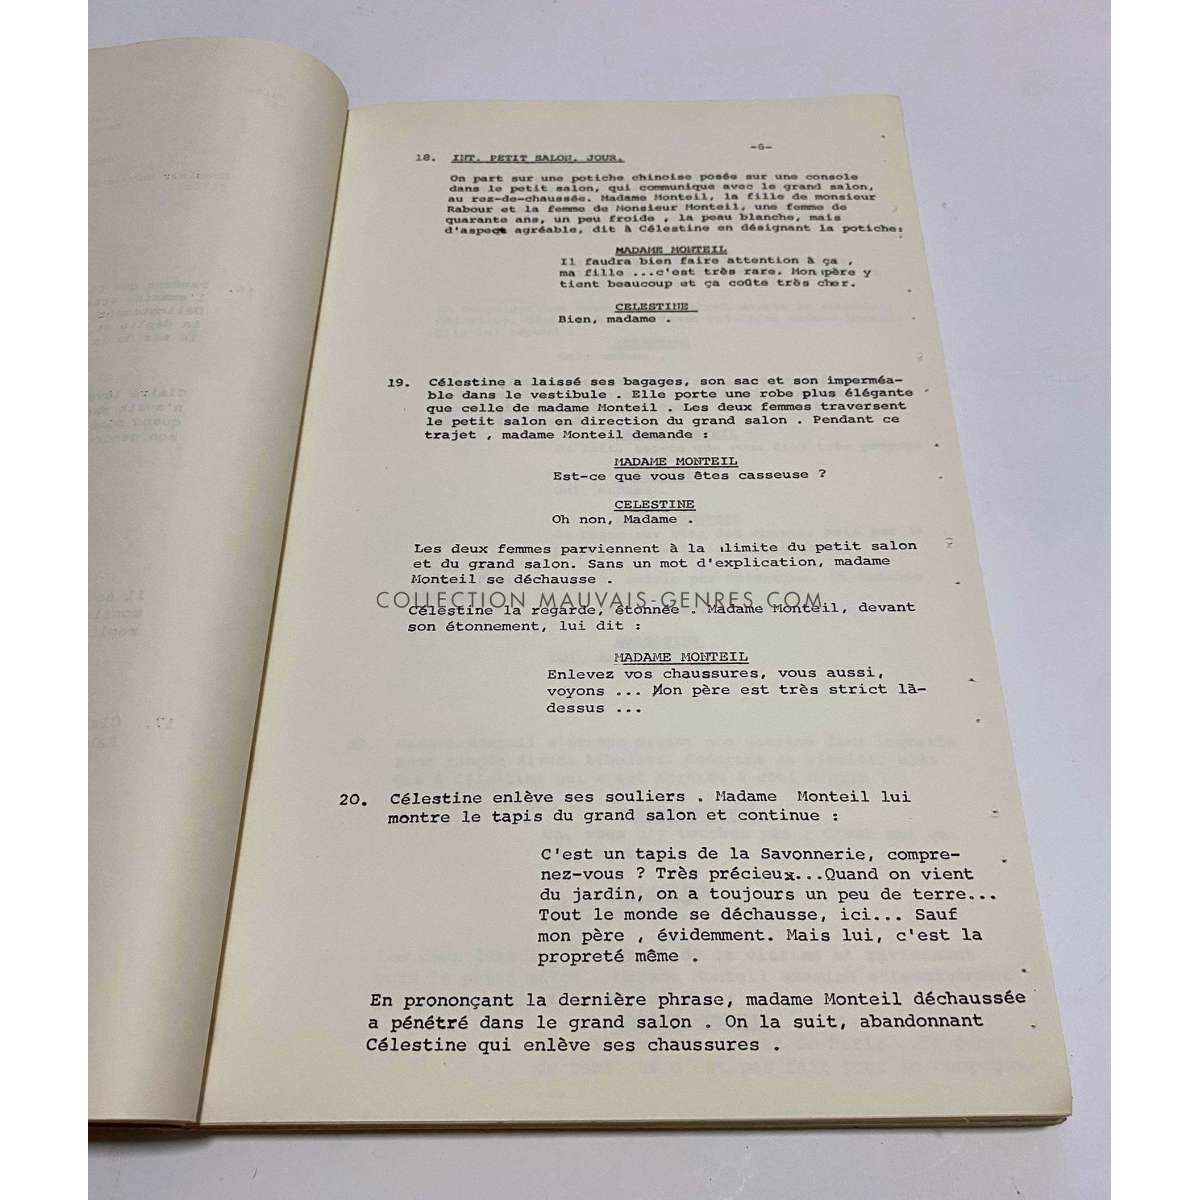 -6-
18. INT. PETIT SALON. JOUR.
On part sur une potiche chinoise posée sur une console
dans le petit salon, qui communique avec le grand salon,
au rez-de-chaussée. Madame Monteil, la fille de monsieur
Rabour et la femme de Monsieur Monteil, une femme de
quarante ans, un peu froide , la peau blanche, mais
d'aspect agréable, dit à Célestine en désignant la potiche:
MADAME MONTEIL
Il faudra bien faire attention à ça ,
ma fille ...c'est très rare. Mon père y
tient beaucoup et ça coûte très cher.
CELESTINE
Bien, madame .
19. Célestine a laissé ses bagages, son sac et son imperméa-
ble dans le vestibule . Elle porte une robe plus élégante
que celle de madame Monteil . Les deux femmes traversent
le petit salon en direction du grand salon . Pendant ce
trajet , madame Monteil demande :
MADAME MONTEIL
Est-ce que vous êtes casseuse ?
CELESTINE
Oh non, Madame .
Les deux femmes parviennent à la limite du petit salon
et du grand salon. Sans un mot d'explication, madame
Monteil se déchausse .
COLLECTION MAUVAIS-GENRES.COM
Célestine la regarde, étonnée . Madame Monteil, devant
son étonnement, lui dit :
MADAME MONTEIL
Enlevez vos chaussures, vous aussi,
voyons ... Mon père est très strict là-
dessus ...
20. Célestine enlève ses souliers . Madame Monteil lui
montre le tapis du grand salon et continue :
C'est un tapis de la Savonnerie, compre-
nez-vous ? Très précieux...Quand on vient
du jardin, on a toujours un peu de terre...
Tout le monde se déchausse, ici... Sauf
mon père , évidemment. Mais lui, c'est la
propreté même .
En prononçant la dernière phrase, madame Monteil déchaussée
a pénétré dans le grand salon . On la suit, abandonnant
Célestine qui enlève ses chaussures .